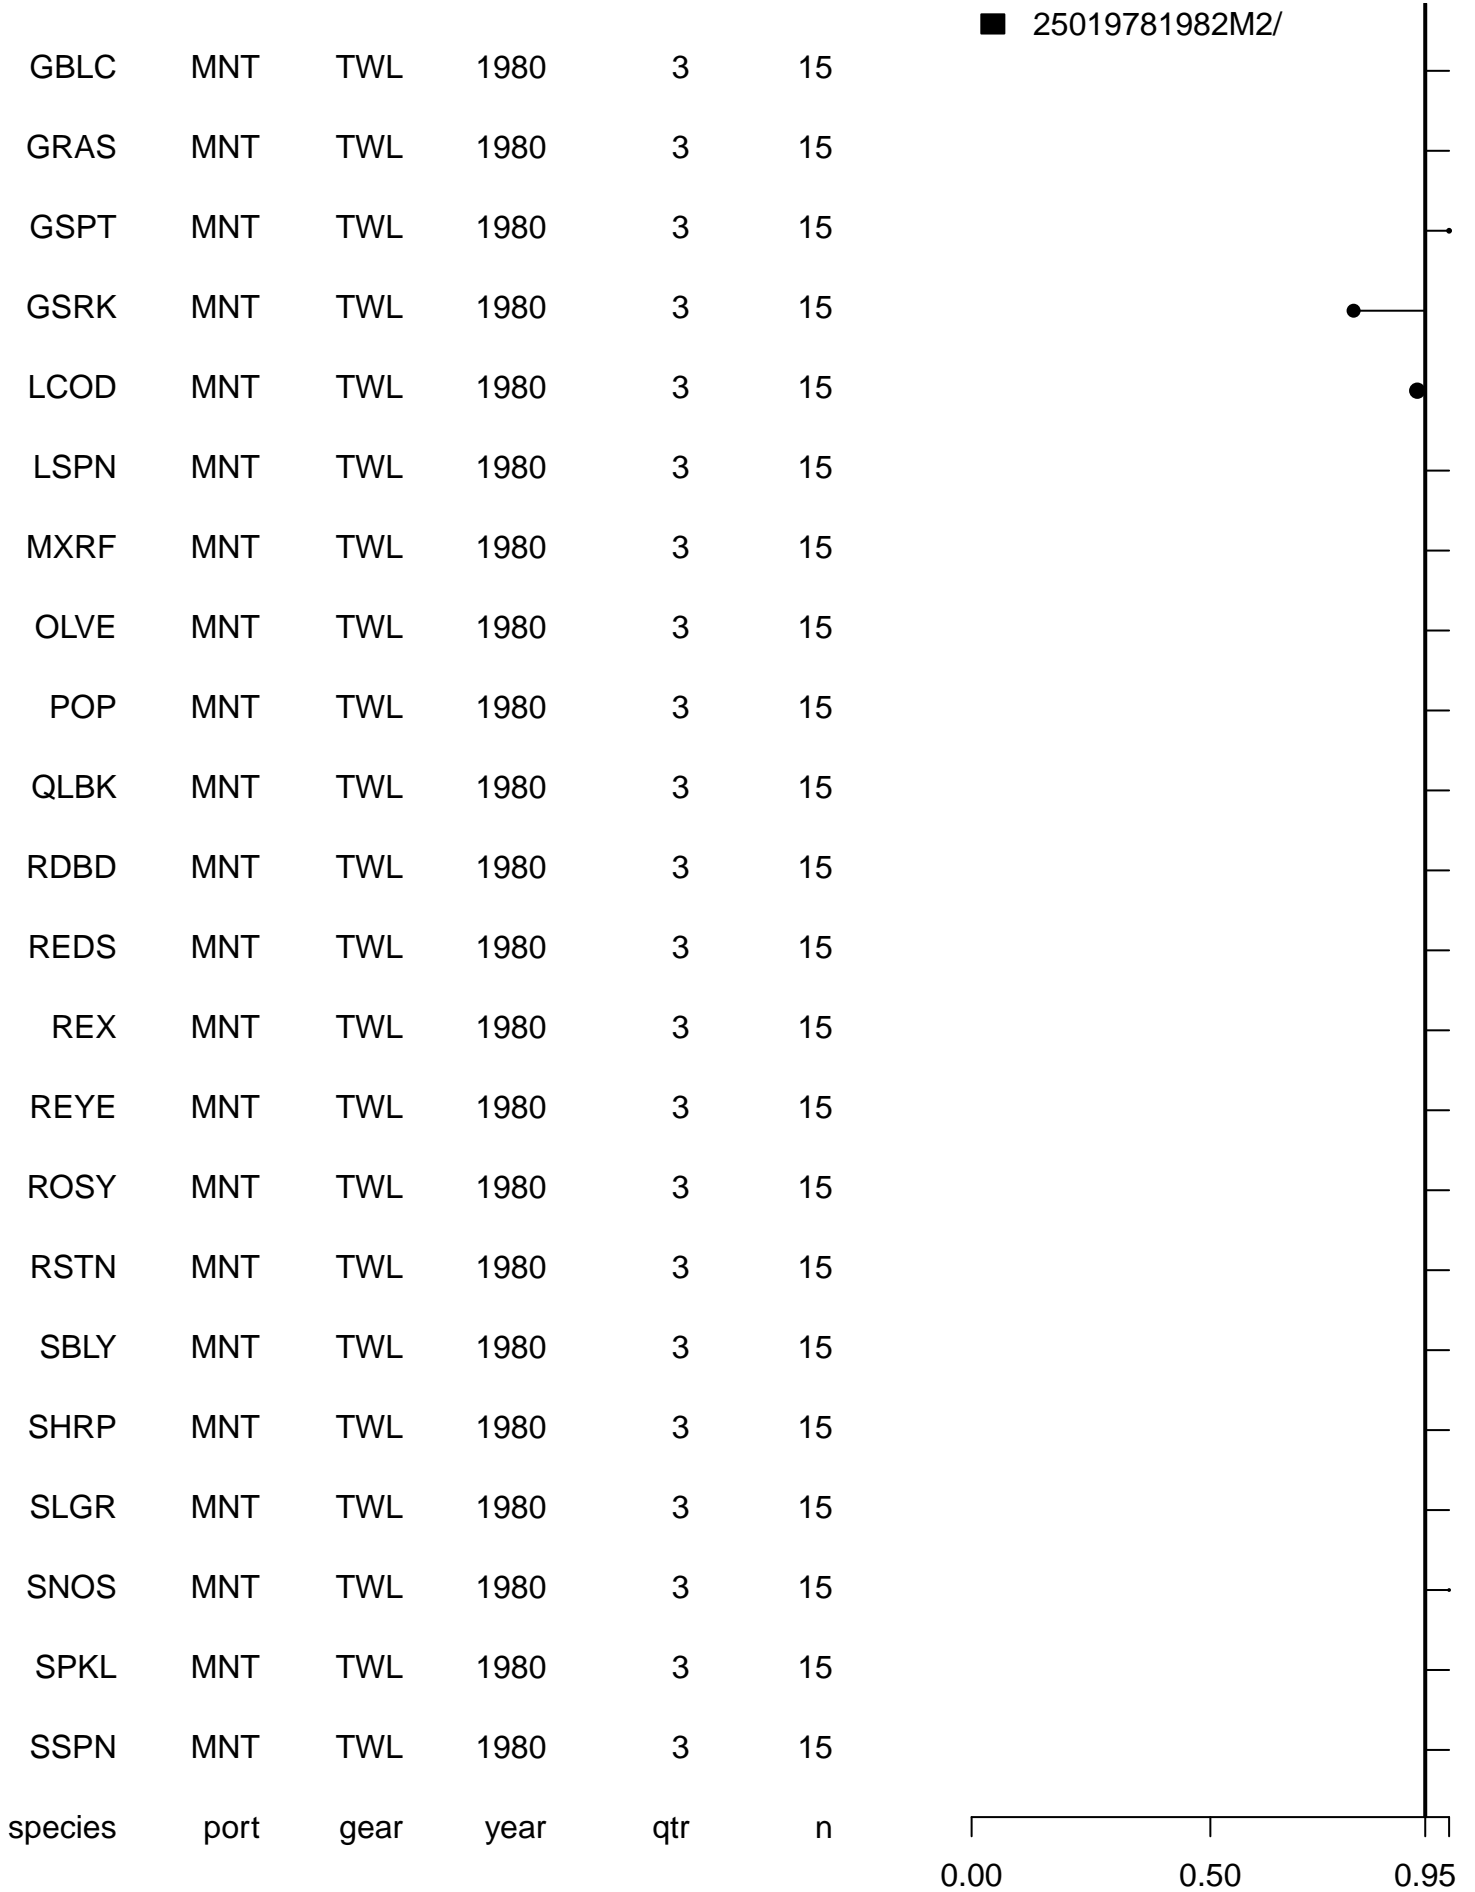 25019781982M2/
GBLC MNT TWL 1980 3 15
GRAS MNT TWL 1980 3 15
GSPT MNT TWL 1980 3 15
GSRK MNT TWL 1980 3 15
LCOD MNT TWL 1980 3 15
LSPN MNT TWL 1980 3 15
MXRF MNT TWL 1980 3 15
OLVE MNT TWL 1980 3 15
POP MNT TWL 1980 3 15
QLBK MNT TWL 1980 3 15
RDBD MNT TWL 1980 3 15
REDS MNT TWL 1980 3 15
REX MNT TWL 1980 3 15
REYE MNT TWL 1980 3 15
ROSY MNT TWL 1980 3 15
RSTN MNT TWL 1980 3 15
SBLY MNT TWL 1980 3 15
SHRP MNT TWL 1980 3 15
SLGR MNT TWL 1980 3 15
SNOS MNT TWL 1980 3 15
SPKL MNT TWL 1980 3 15
SSPN MNT TWL 1980 3 15
species port gear year qtr n
0.00 0.50 0.95